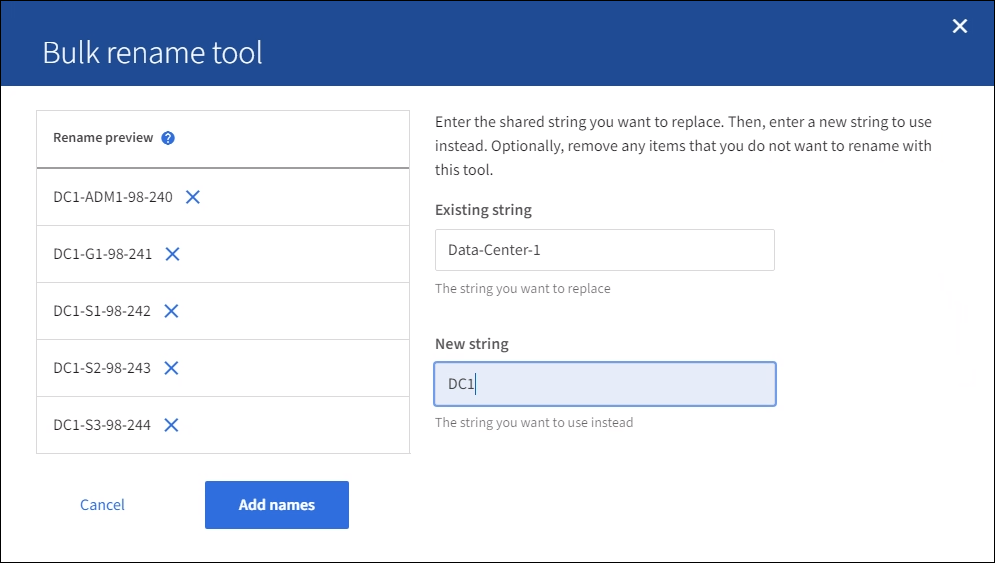 Bulk rename tool
Rename preview ?
DC1-ADM1-98-240
DC1-G1-98-241
DC1-S1-98-242
DC1-S2-98-243
DC1-S3-98-244
Cancel
Add names
Enter the shared string you want to replace. Then, enter a new string to use
instead. Optionally, remove any items that you do not want to rename with
this tool.
Existing string
Data-Center-1
The string you want to replace
New string
DC1
The string you want to use instead